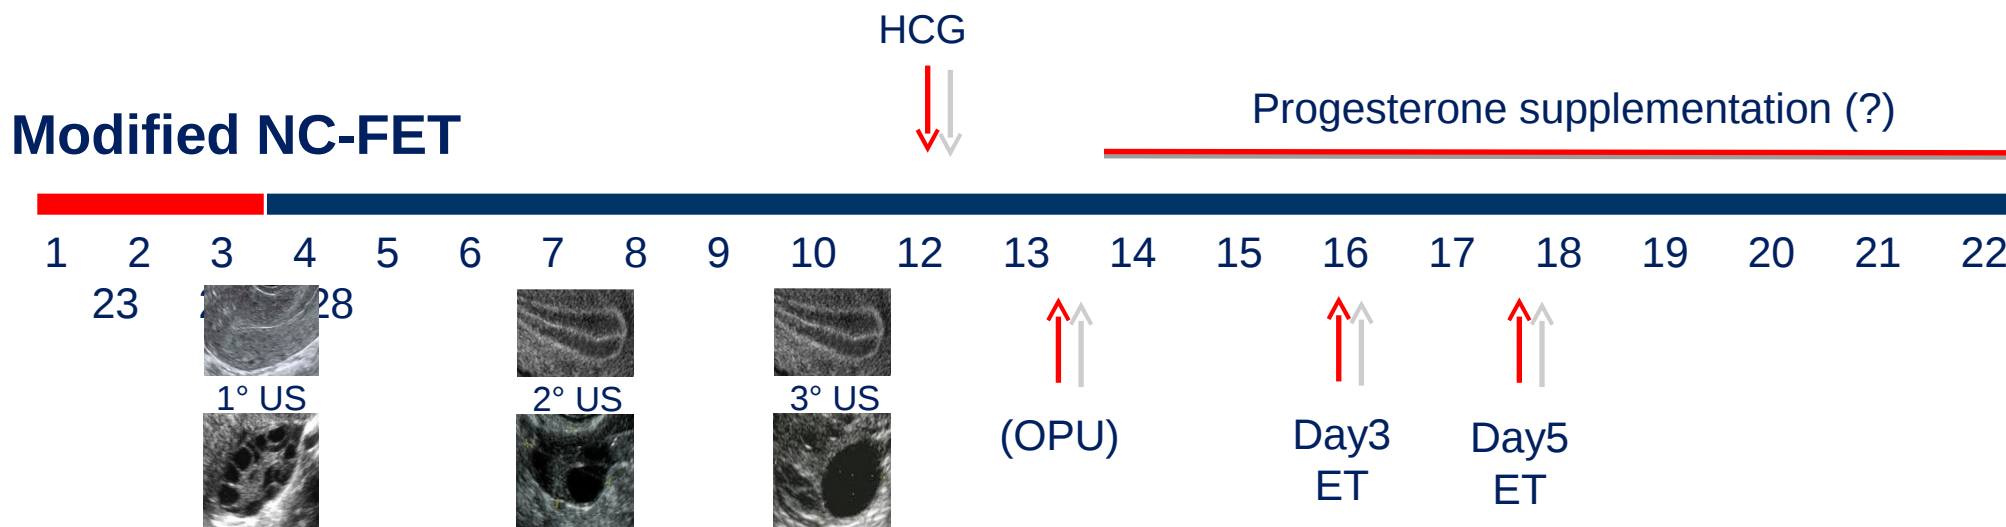 HCG
Progesterone supplementation (?)
Modified NC-FET
1 2 3 4 5 6 7 8 9 10 12 13 14 15 16 17 18 19 20 21 22
23 28
1° US
2° US
3° US
(OPU)
Day3
ET
Day5
ET